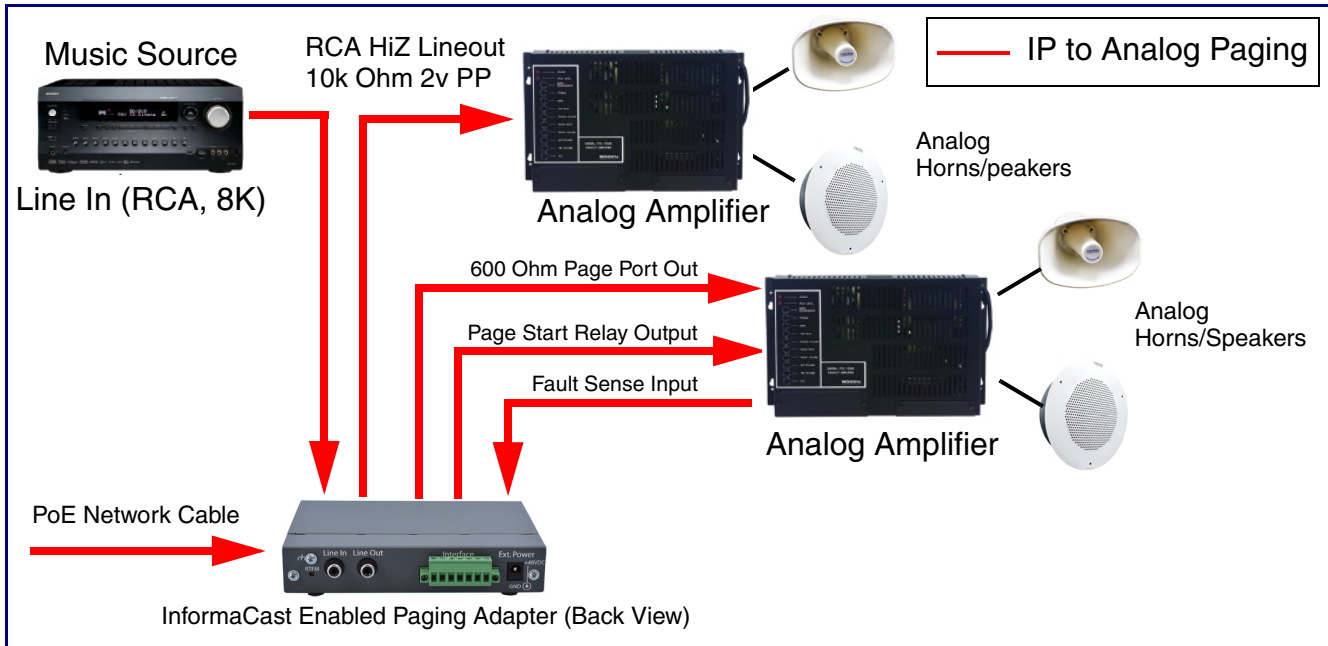 Music Source
Line In (RCA, 8K)
RCA HiZ Lineout
10k Ohm 2v PP
Analog Amplifier
Analog
Horns/peakers
IP to Analog Paging
600 Ohm Page Port Out
Page Start Relay Output
Fault Sense Input
Analog Amplifier
Analog
Horns/Speakers
PoE Network Cable
RTFM
Line In
Line Out
Interface
Ext. Power
+48VDC
GND
InformaCast Enabled Paging Adapter (Back View)